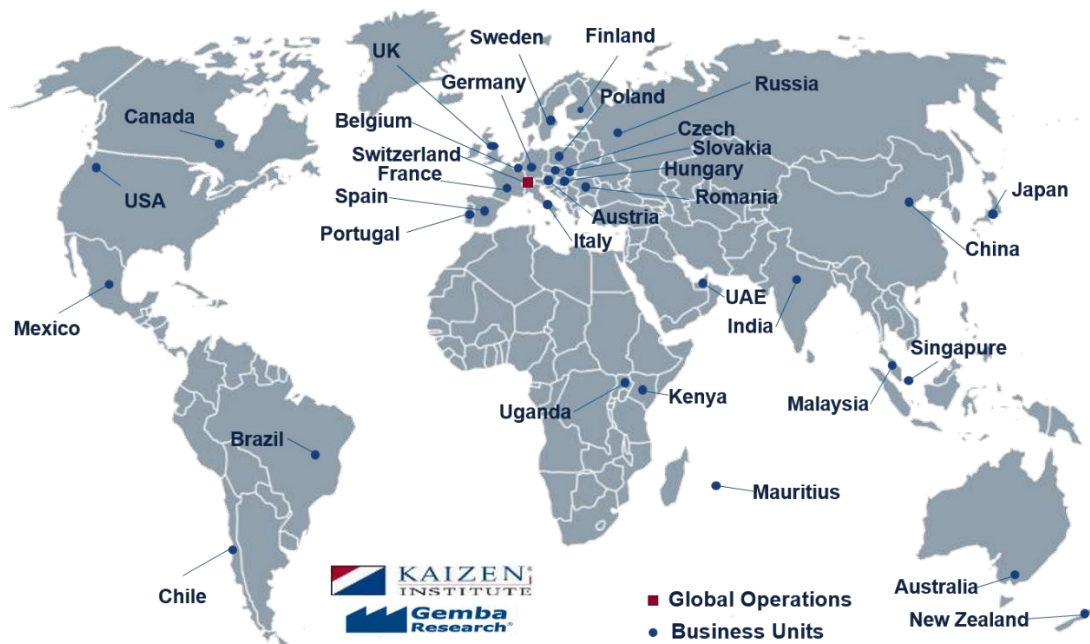 Sweden
Finland
UK
Germany
Russia
Poland
Canada
Belgium
Czech
Slovakia
Switzerland
Hungary
France
USA
Spain
Romania
Japan
Austria
Portugal
Italy
China
UAE
Mexico
India
Singapure
Uganda
Kenya
Malaysia
Brazil
Mauritius
KAIZEN
INSTITUTE
Chile
Australia
Global Operations
Gemba
Research®
New Zealand
Business Units